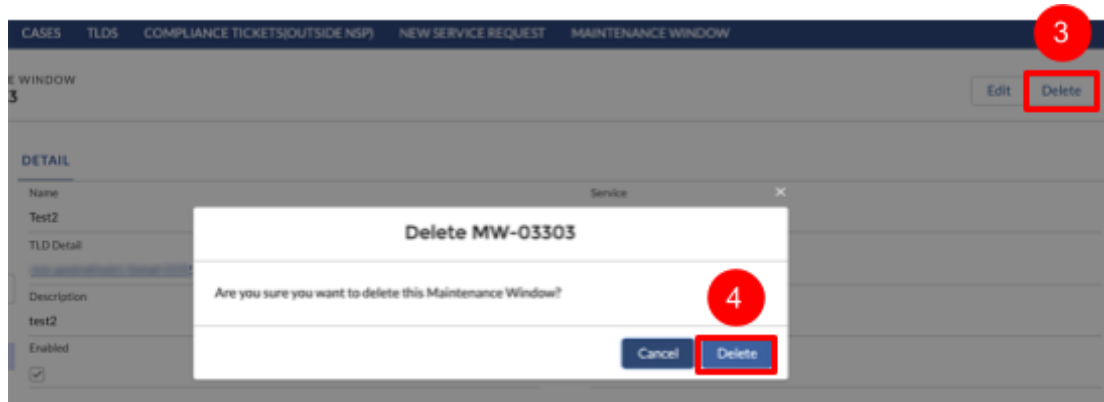 CASES TLDS COMPLIANCE TICKETS(OUTSIDE NSP) NEW SERVICE REQUEST MAINTENANCE WINDOW
3
E WINDOW
3
Edit Delete
DETAIL
Name Service
Test2
Delete MW-03303
TLD Detail
Are you sure you want to delete this Maintenance Window?
Description
4
test2
Enabled
Cancel Delete